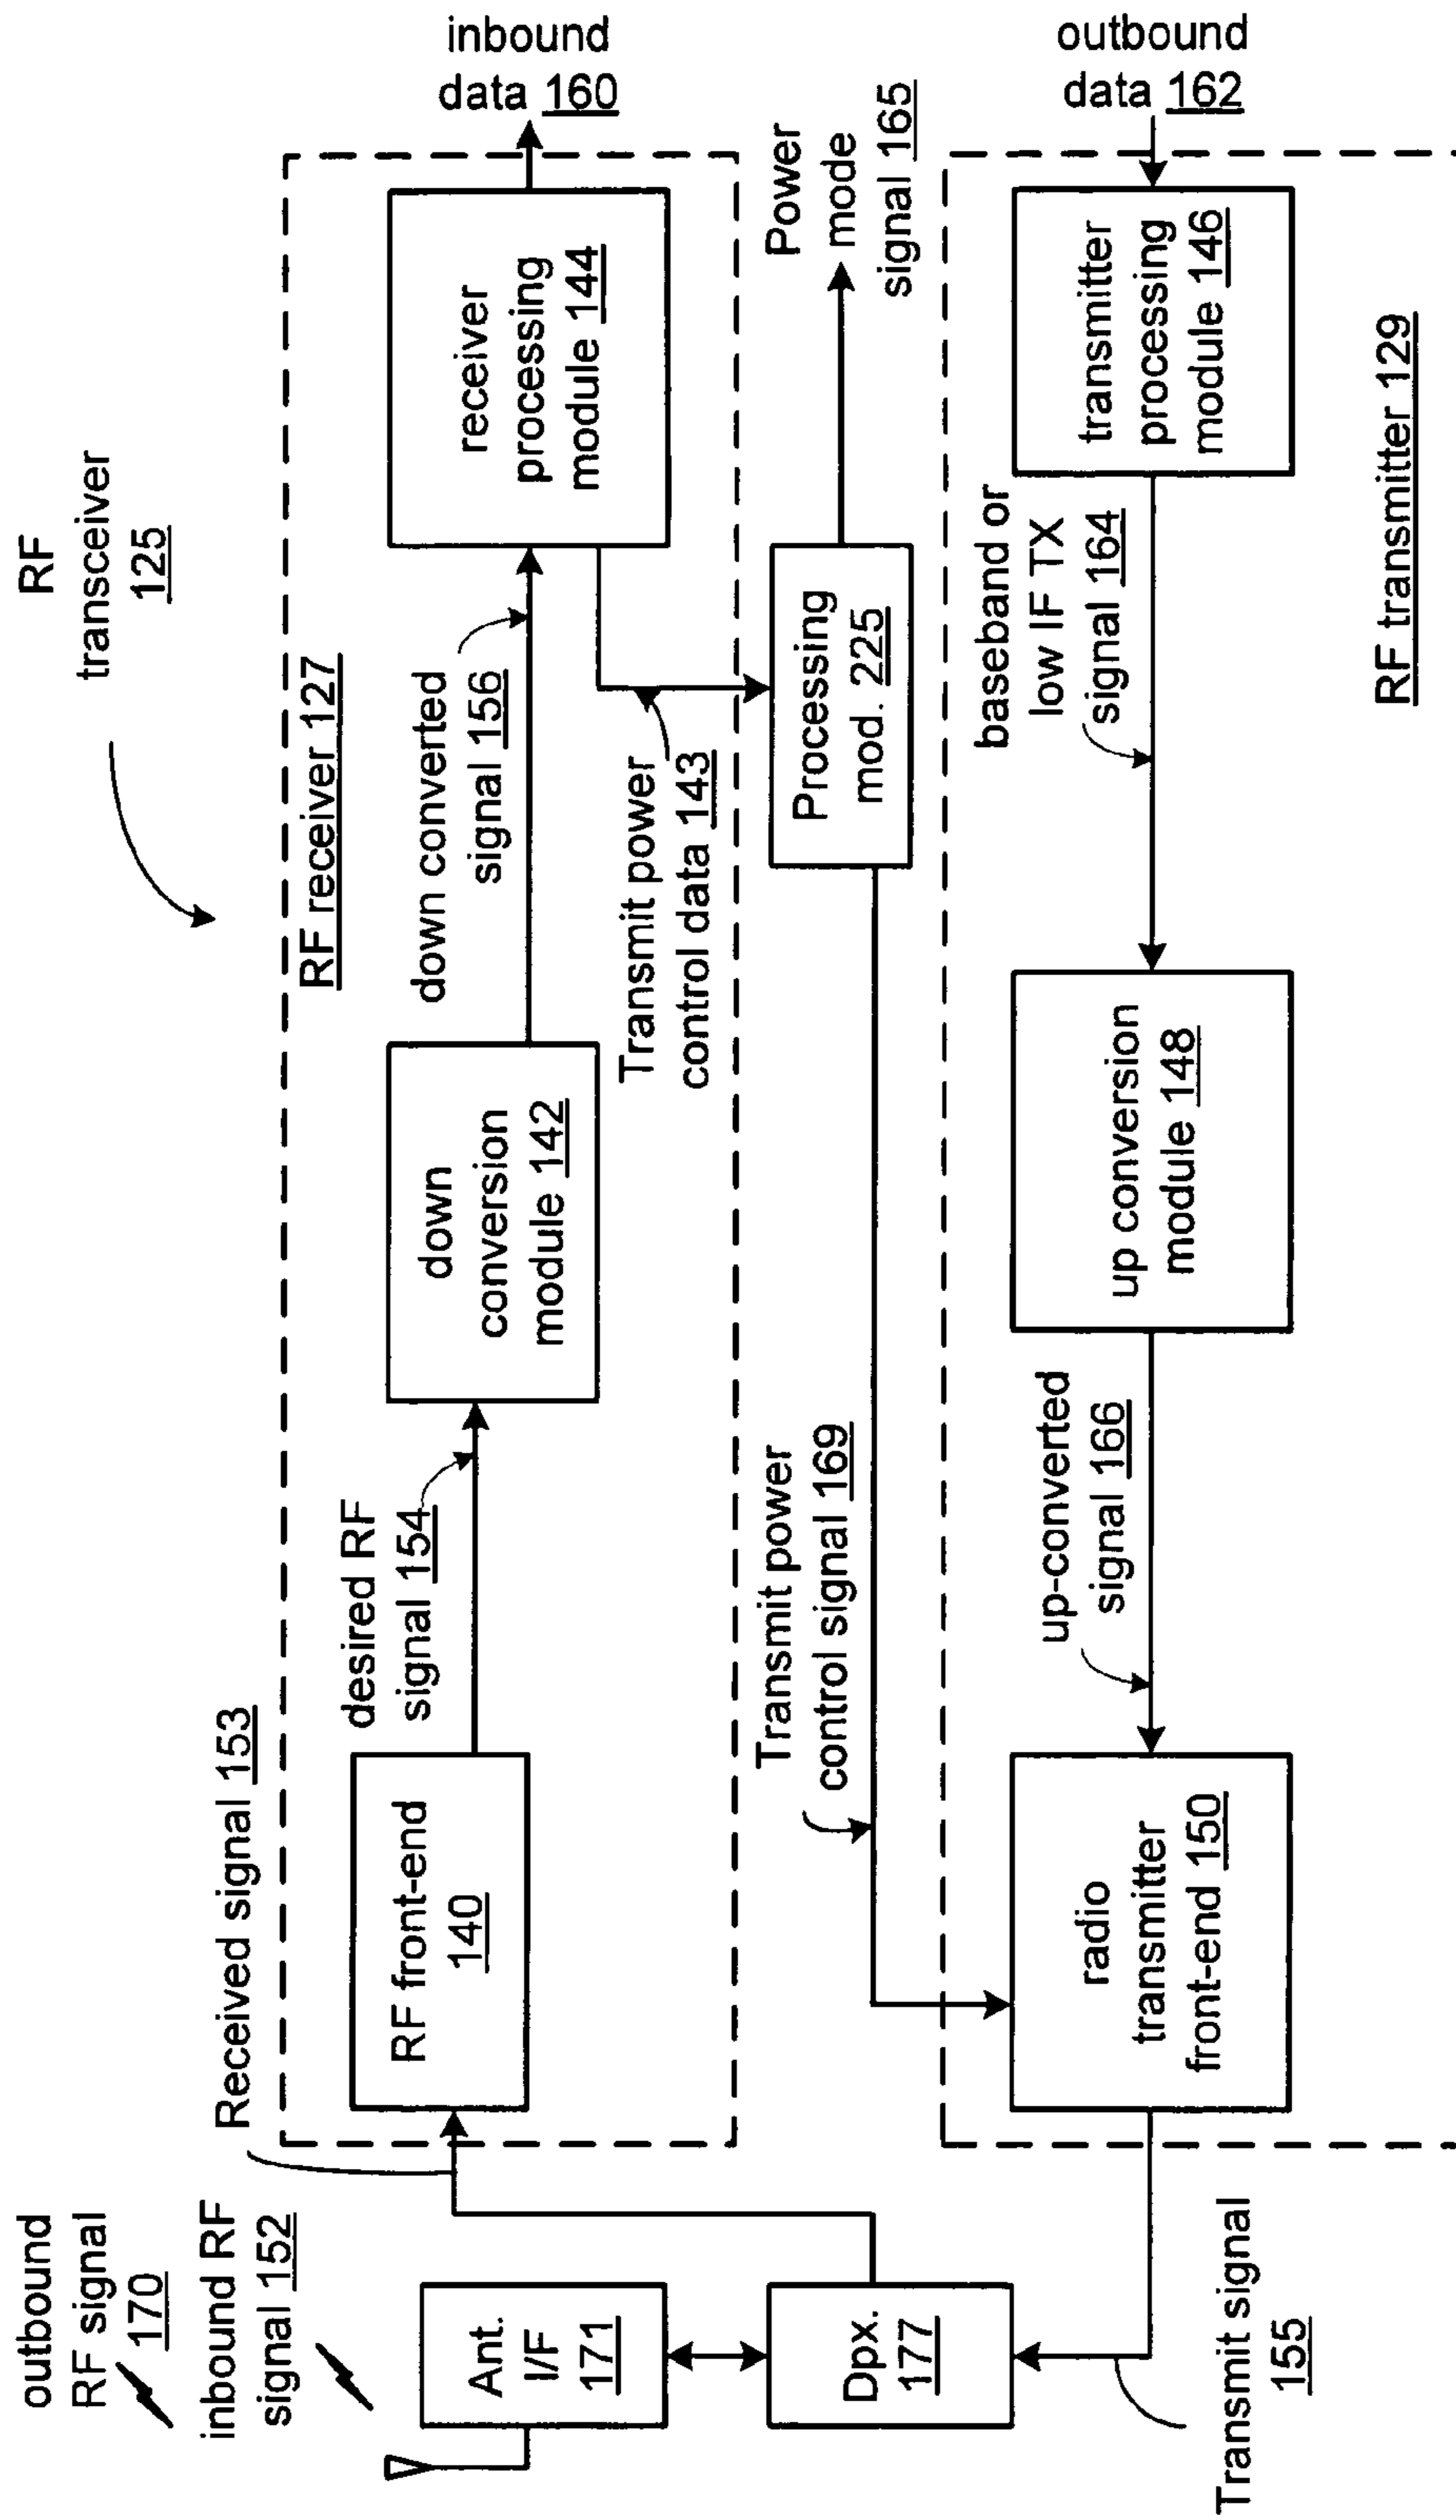 RF
transceiver
125
outbound
RF signal
170
inbound RF
signal 152
Received signal 153
RF receiver 127
Ant.
I/F
171
Dpx.
177
Transmit signal
155
RF front-end
140
desired RF
signal 154
down
conversion
module 142
down converted
signal 156
receiver
processing
module 144
inbound
data 160
Transmit power
control data 143
Processing
mod. 225
Power
mode
signal 165
Transmit power
control signal 169
radio
transmitter
front-end 150
up-converted
signal 166
up conversion
module 148
baseband or
low IF TX
signal 164
transmitter
processing
module 146
outbound
data 162
RF transmitter 129